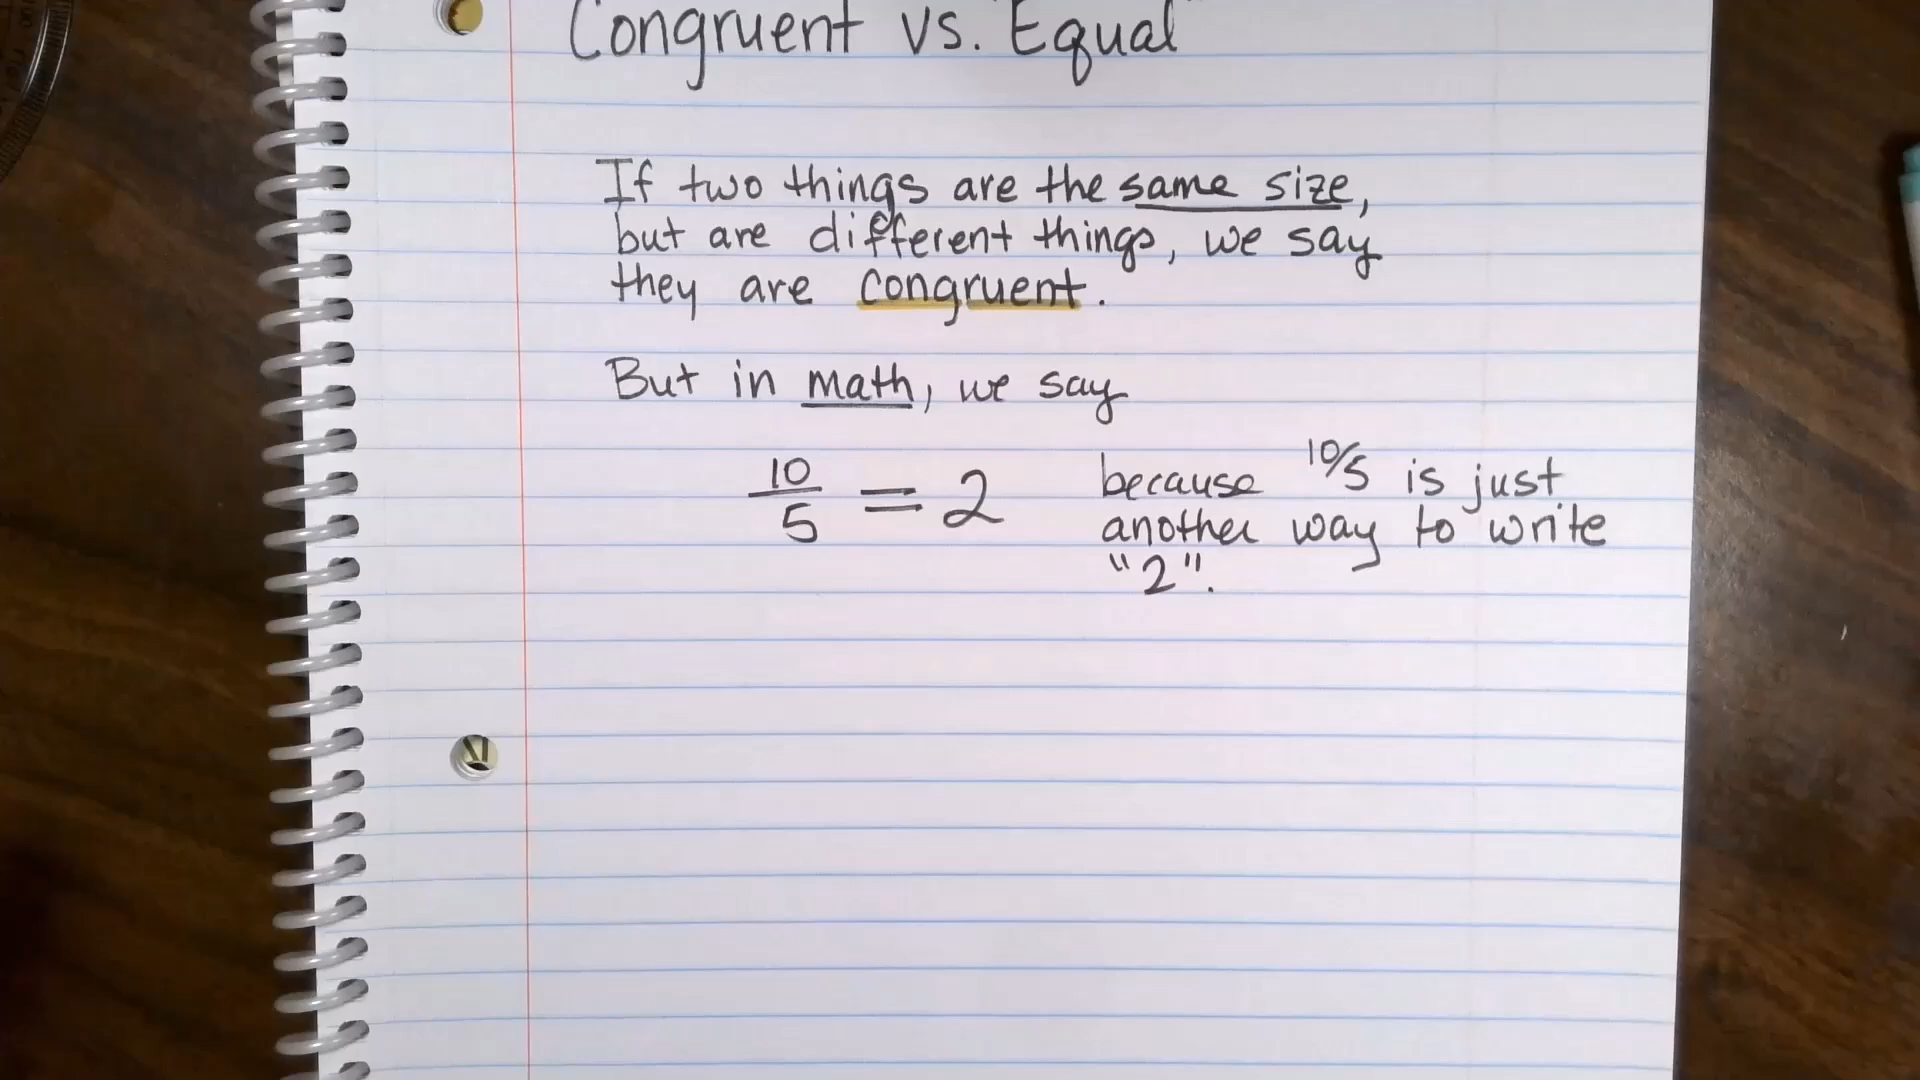 Congruent vs. "Equal"
If two things are the same size,
but are different things, we say
they are congruent.
But in math, we say
10/5 = 2
because 10/5 is just
another way to write
"2".